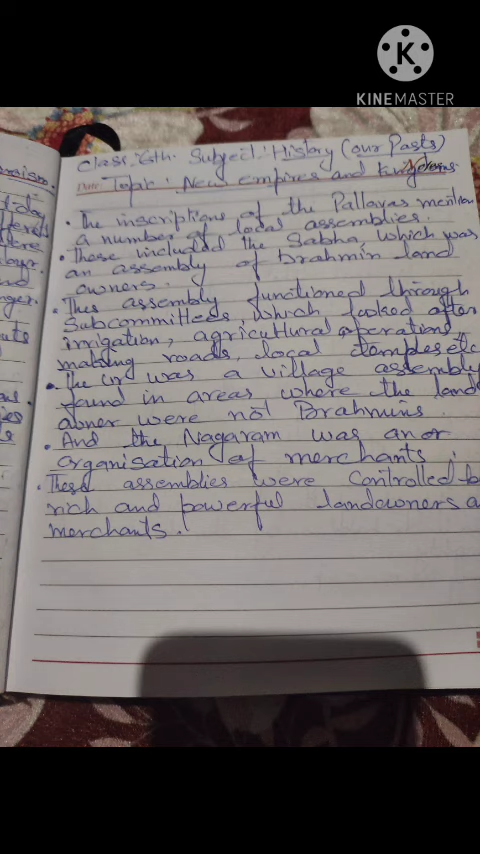 K
KINEMASTER
Class: 6th. Subject: History (our Pasts)
Date: Topic New empires and Kingdoms.
• The inscriptions of the Pallavas mention
a number of local assemblies.
• These included the Sabha, which was
an assembly of Brahmin land
owners.
• This assembly functioned through
Subcommittees, which looked after
irrigation, agricultural operations
making roads, local temples etc
• The ur was a village assembly
found in areas where the land
owner were not Brahmins
• And the Nagaram was an or
organisation of merchants.
• These assemblies were controlled b
rich and powerful landowners a
merchants.